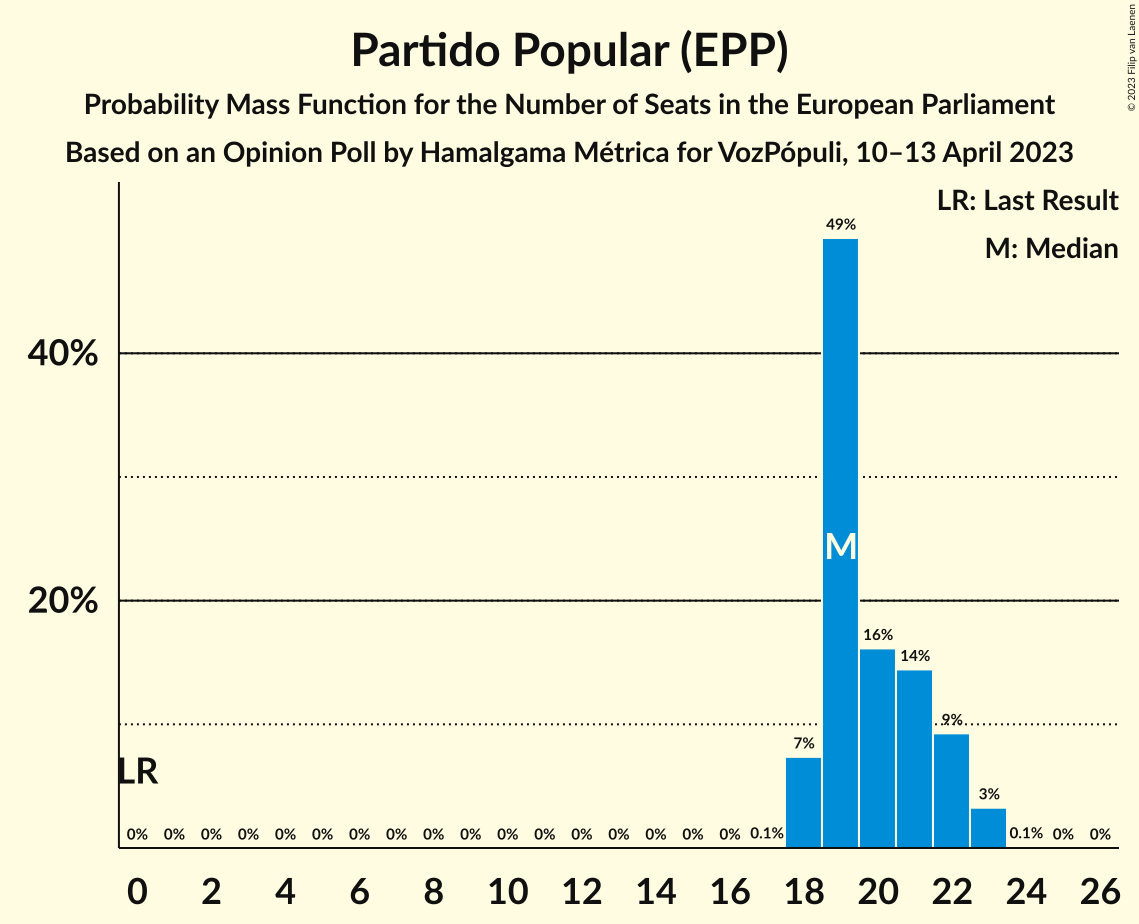 Partido Popular (EPP)
Probability Mass Function for the Number of Seats in the European Parliament
Based on an Opinion Poll by Hamalgama Métrica for VozPópuli, 10–13 April 2023
© 2023 Filip van Laenen
LR: Last Result
M: Median
49%
40%
M
20%
16%
14%
9%
7%
LR
3%
0% 0% 0% 0% 0% 0% 0% 0% 0% 0% 0% 0% 0% 0% 0% 0% 0% 0.1% 0.1% 0% 0%
0 2 4 6 8 10 12 14 16 18 20 22 24 26